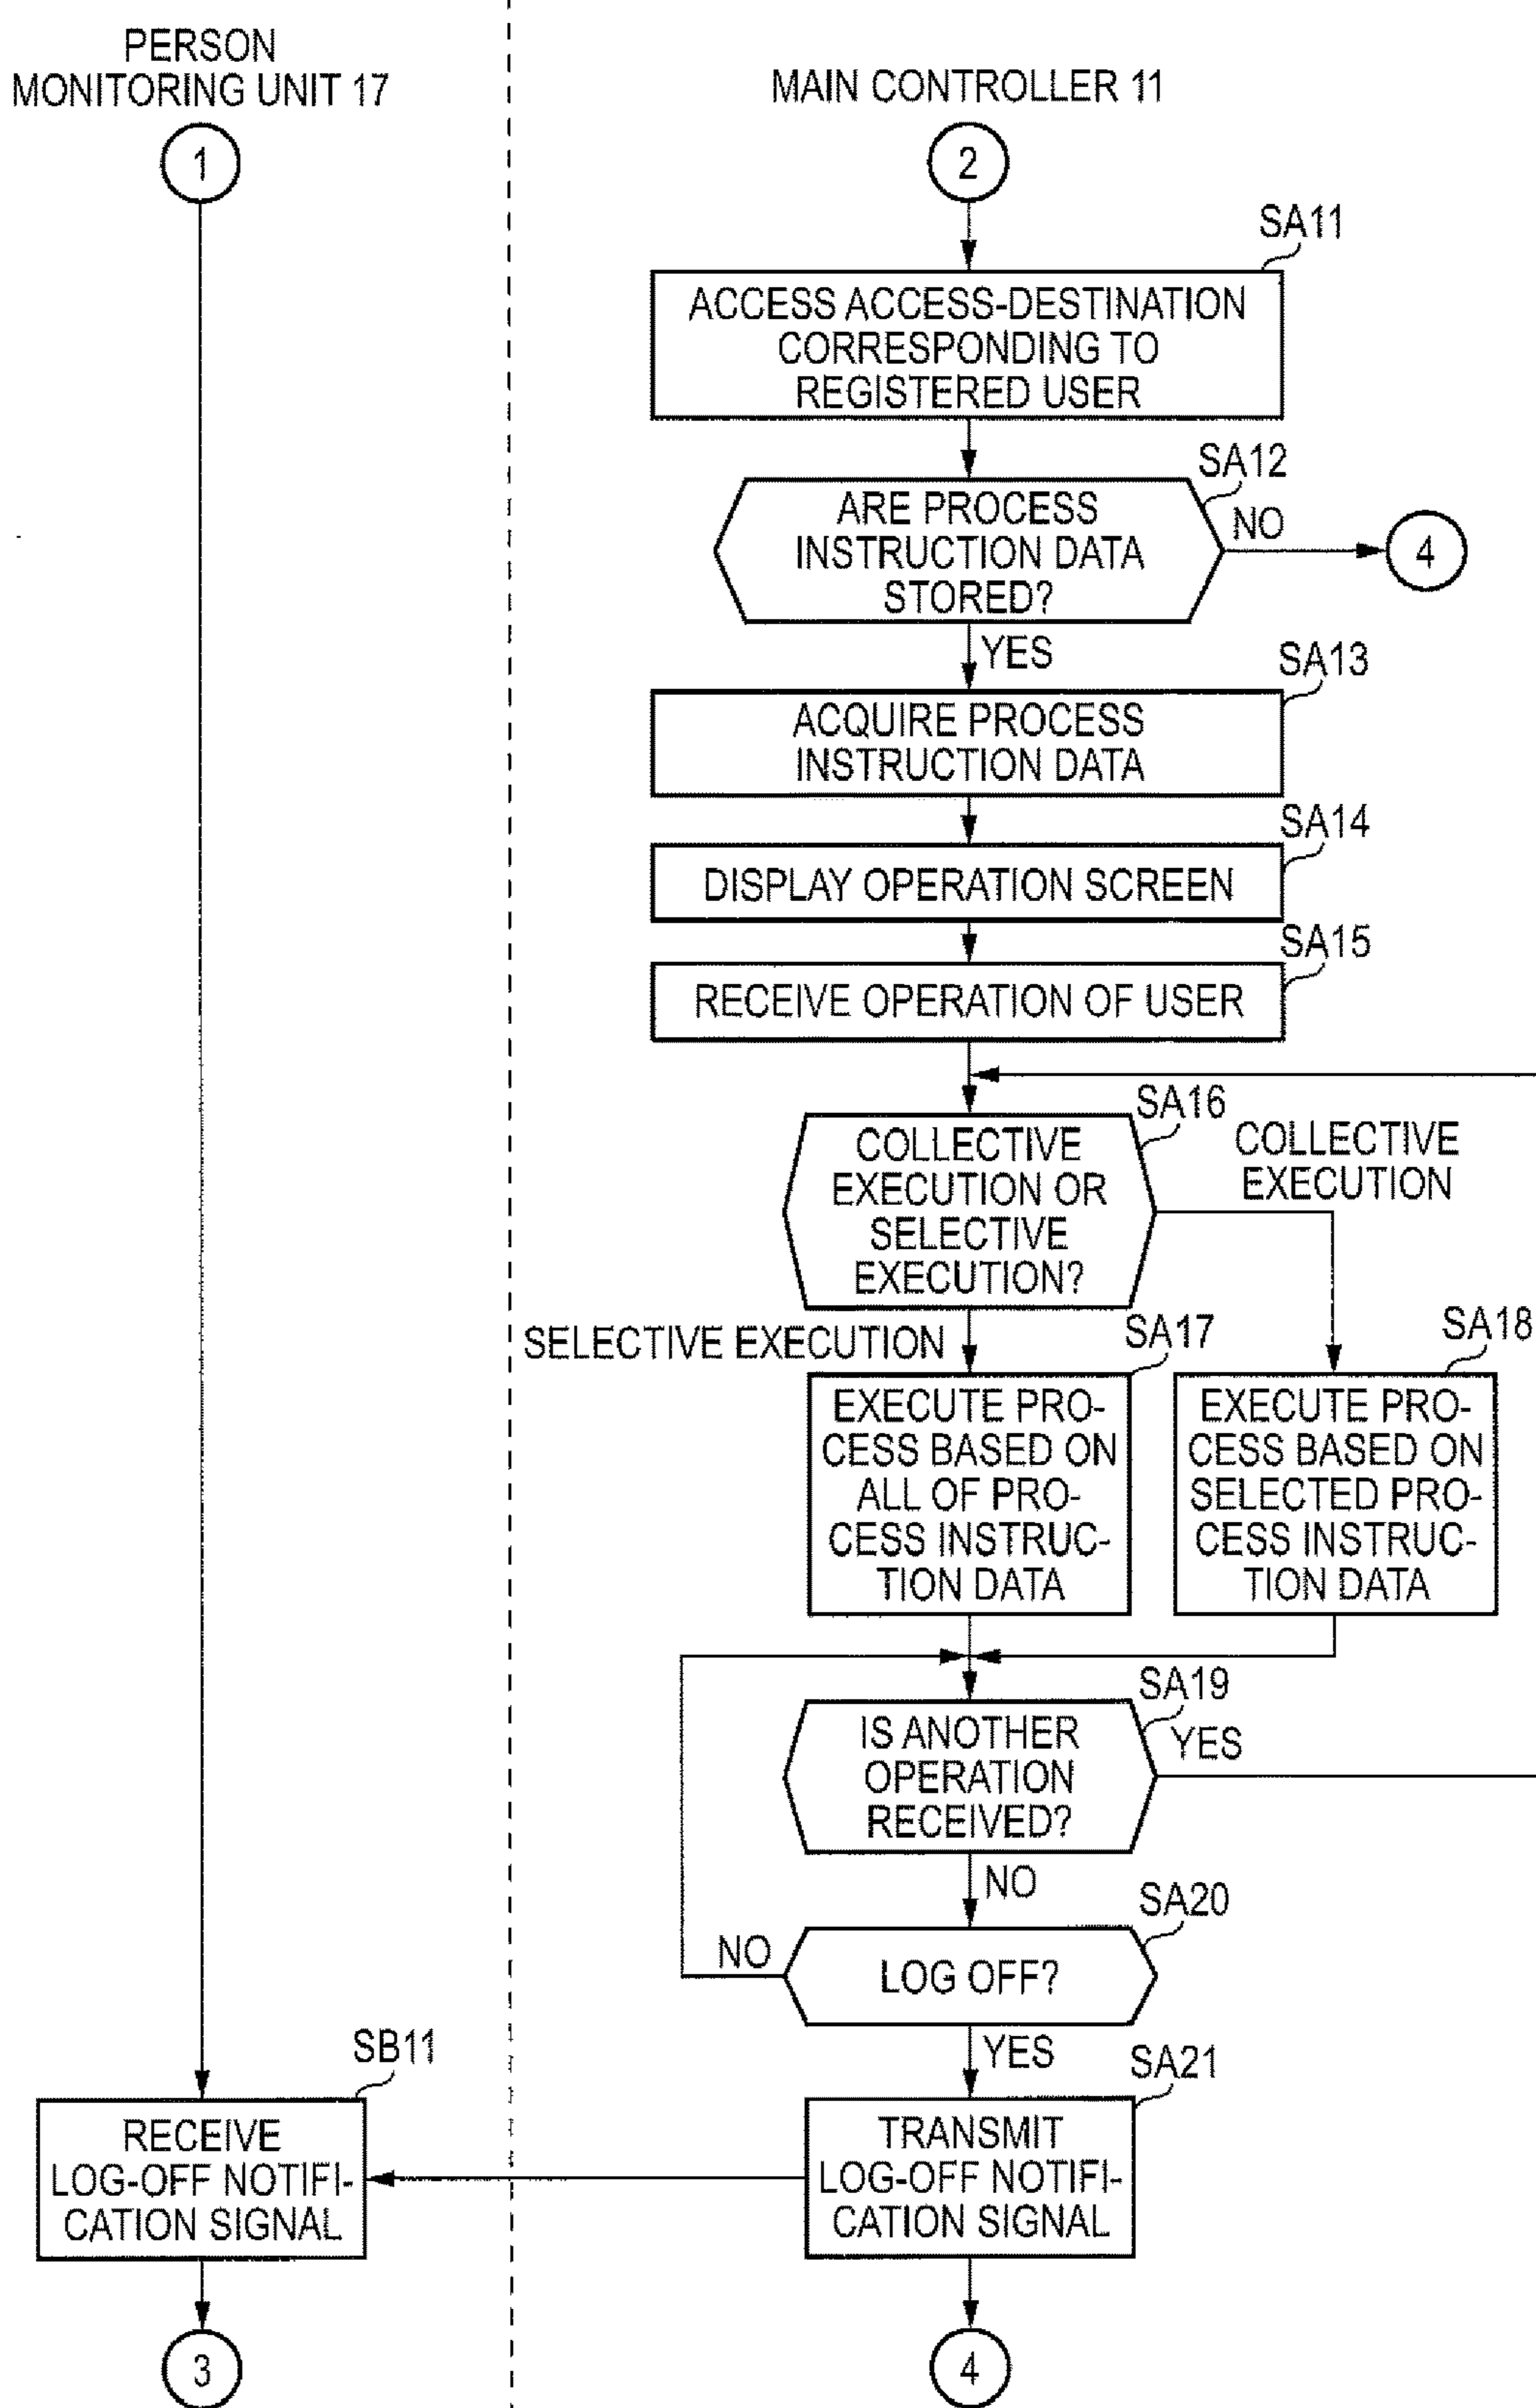 PERSON
MONITORING UNIT 17
MAIN CONTROLLER 11
1
2
SA11
ACCESS ACCESS-DESTINATION
CORRESPONDING TO
REGISTERED USER
SA12
ARE PROCESS
INSTRUCTION DATA
STORED?
NO
4
YES
SA13
ACQUIRE PROCESS
INSTRUCTION DATA
SA14
DISPLAY OPERATION SCREEN
SA15
RECEIVE OPERATION OF USER
SA16
COLLECTIVE
EXECUTION OR
SELECTIVE
EXECUTION?
COLLECTIVE
EXECUTION
SELECTIVE EXECUTION
SA17
EXECUTE PRO-
CESS BASED ON
ALL OF PRO-
CESS INSTRUC-
TION DATA
SA18
EXECUTE PRO-
CESS BASED ON
SELECTED PRO-
CESS INSTRUC-
TION DATA
SA19
IS ANOTHER
OPERATION
RECEIVED?
YES
NO
SA20
LOG OFF?
NO
YES
SB11
RECEIVE
LOG-OFF NOTIFI-
CATION SIGNAL
SA21
TRANSMIT
LOG-OFF NOTIFI-
CATION SIGNAL
3
4